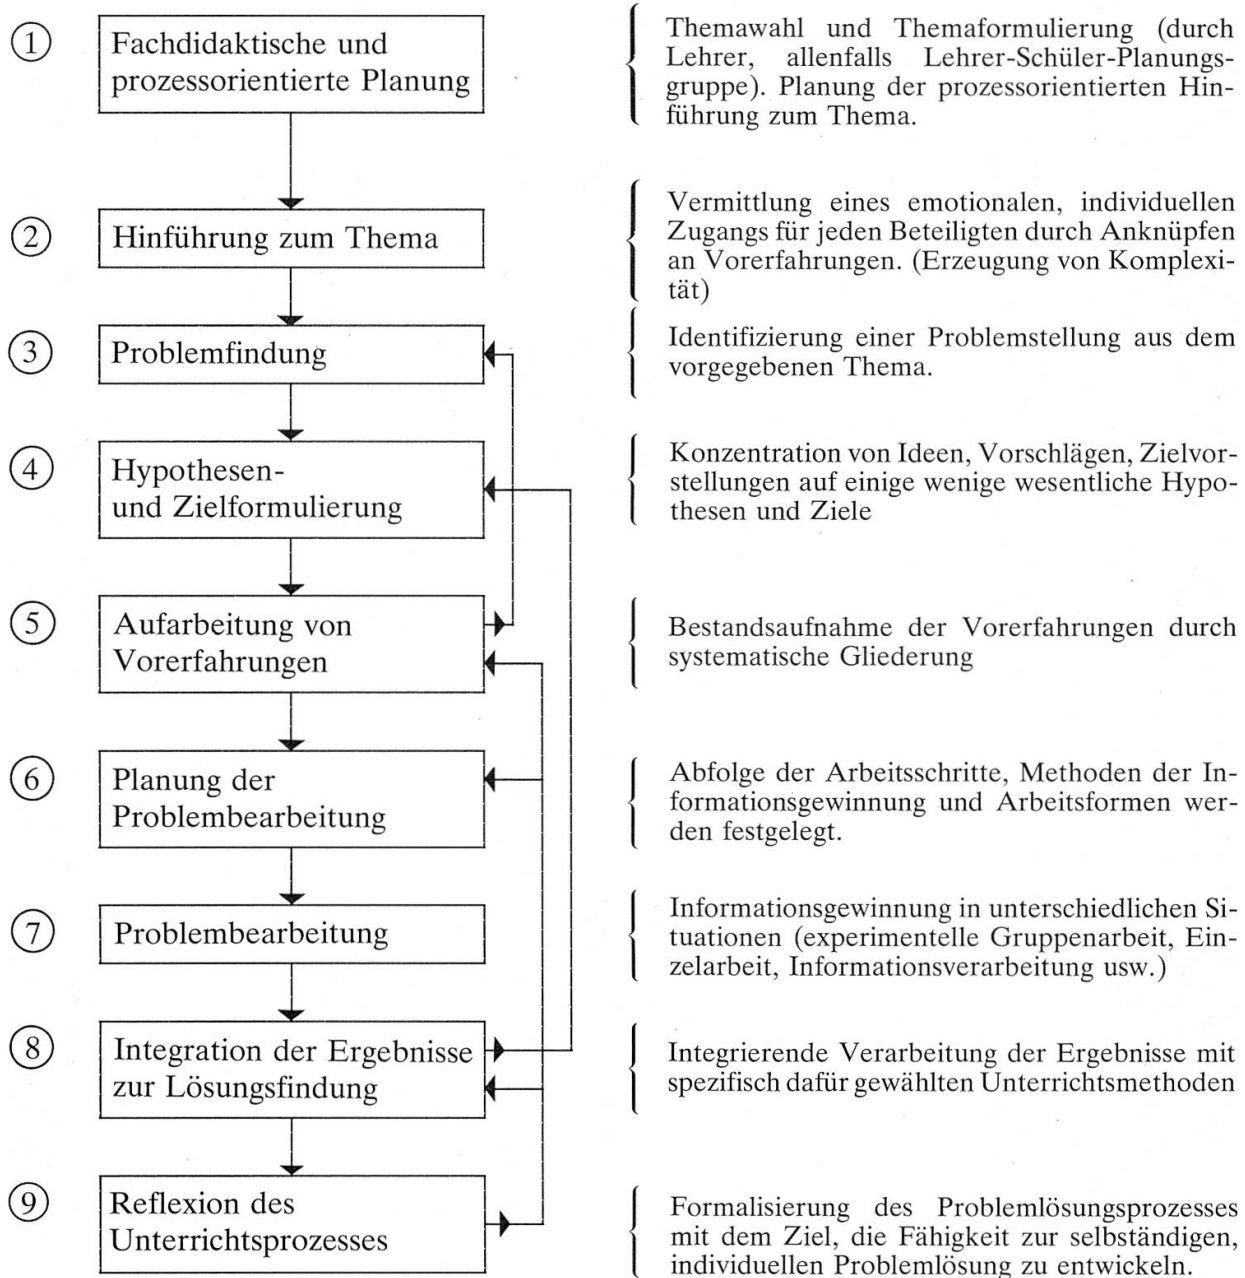 1
Fachdidaktische und
prozessorientierte Planung
Themawahl und Themaformulierung (durch
Lehrer, allenfalls Lehrer-Schüler-Planungs-
gruppe). Planung der prozessorientierten Hin-
führung zum Thema.
2
Hinführung zum Thema
Vermittlung eines emotionalen, individuellen
Zugangs für jeden Beteiligten durch Anknüpfen
an Vorerfahrungen. (Erzeugung von Komplexi-
tät)
3
Problemfindung
Identifizierung einer Problemstellung aus dem
vorgegebenen Thema.
4
Hypothesen-
und Zielformulierung
Konzentration von Ideen, Vorschlägen, Zielvor-
stellungen auf einige wenige wesentliche Hypo-
thesen und Ziele
5
Aufarbeitung von
Vorerfahrungen
Bestandsaufnahme der Vorerfahrungen durch
systematische Gliederung
6
Planung der
Problembearbeitung
Abfolge der Arbeitsschritte, Methoden der In-
formationsgewinnung und Arbeitsformen wer-
den festgelegt.
7
Problembearbeitung
Informationsgewinnung in unterschiedlichen Si-
tuationen (experimentelle Gruppenarbeit, Ein-
zelarbeit, Informationsverarbeitung usw.)
8
Integration der Ergebnisse
zur Lösungsfindung
Integrierende Verarbeitung der Ergebnisse mit
spezifisch dafür gewählten Unterrichtsmethoden
9
Reflexion des
Unterrichtsprozesses
Formalisierung des Problemlösungsprozesses
mit dem Ziel, die Fähigkeit zur selbständigen,
individuellen Problemlösung zu entwickeln.